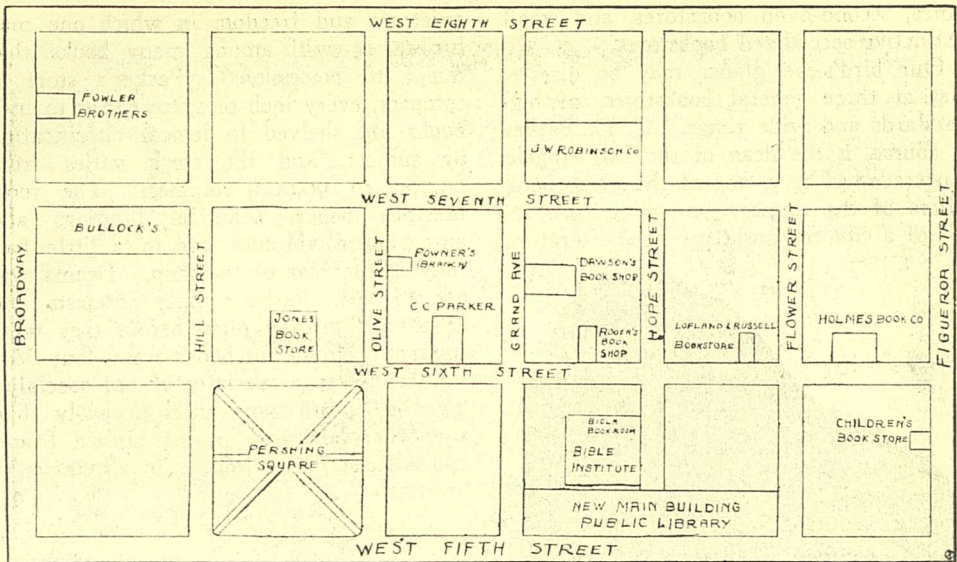 WEST EIGHTH STREET
FOWLER
BROTHERS
J.W. ROBINSON CO
WEST SEVENTH STREET
BULLOCK'S
BROADWAY
HILL STREET
JONES
BOOK
STORE
OLIVE STREET
FOWNER'S
(BRANCH)
C C PARKER
GRAND AVE
DAWSON'S
BOOK SHOP
ROGER'S
BOOK
SHOP
HOPE STREET
LOFLAND & RUSSELL
BOOKSTORE
FLOWER STREET
HOLMES BOOK CO
FIGUEROR STREET
WEST SIXTH STREET
PERSHING
SQUARE
BIOLA
BOOK ROOM
BIBLE
INSTITUTE
CHILDREN'S
BOOK STORE
NEW MAIN BUILDING
PUBLIC LIBRARY
WEST FIFTH STREET